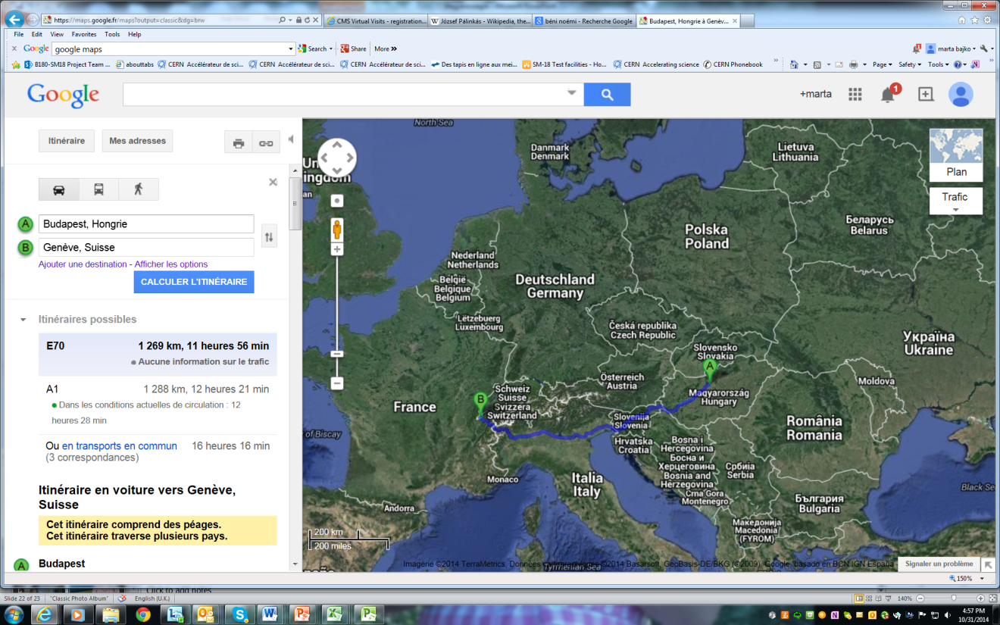 https://maps.google.fr/maps?output=classic&dg=brw
CMS Virtual Visits - registration...
József Pálinkás - Wikipedia, the...
béni noémi - Recherche Google
Budapest, Hongrie à Genèv...
File Edit View Favorites Tools Help
Google google maps Search Share More » marta bajko
B180-SM18 Project Team ... abouttabs CERN Accélérateur de sci... CERN Accélérateur de sci... CERN Accélérateur de sci... Des tapis en ligne aux mei... SM-18 Test facilities - Ho... CERN Accelerating science CERN Phonebook Page Safety Tools
Google +marta 1
Itinéraire Mes adresses
A Budapest, Hongrie
B Genève, Suisse
Ajouter une destination - Afficher les options
CALCULER L'ITINÉRAIRE
Itinéraires possibles
E70 1 269 km, 11 heures 56 min
Aucune information sur le trafic
A1 1 288 km, 12 heures 21 min
Dans les conditions actuelles de circulation : 12
heures 28 min
Ou en transports en commun 16 heures 16 min
(3 correspondances)
Itinéraire en voiture vers Genève,
Suisse
Cet itinéraire comprend des péages.
Cet itinéraire traverse plusieurs pays.
A Budapest
North Sea
Danmark
Denmark
Lietuva
Lithuania
Plan
Trafic
Беларусь
Belarus
Polska
Poland
Nederland
Netherlands
België
Belgique
Belgium
Deutschland
Germany
Lëtzebuerg
Luxembourg
Česká republika
Czech Republic
Україна
Ukraine
Slovensko
Slovakia
A
Österreich
Austria
Moldova
Magyarország
Hungary
B
Schweiz
Suisse
Svizzera
Switzerland
France
Slovenija
Slovenia
România
Romania
of Biscay
Hrvatska
Croatia
Bosna i
Hercegovina
Босна и
Херцеговина
Bosnia and
Herzegovina
Србија
Serbia
Monaco
Italia
Italy
Crna Gora
Montenegro
Black Se
България
Bulgaria
Andorra
Македонија
Macedonia
(FYROM)
200 km
200 miles
Tyrrhenian Sea
Imagerie ©2014 TerraMetrics, Données cartographiques ©2014 Basarsoft, GeoBasis-DE/BKG (©2009), Google, basado en BCN IGN España -
Signaler un problème
150%
Click to add notes
Slide 22 of 23 "Classic Photo Album" English (U.K.) 140%
4:57 PM
10/31/2014